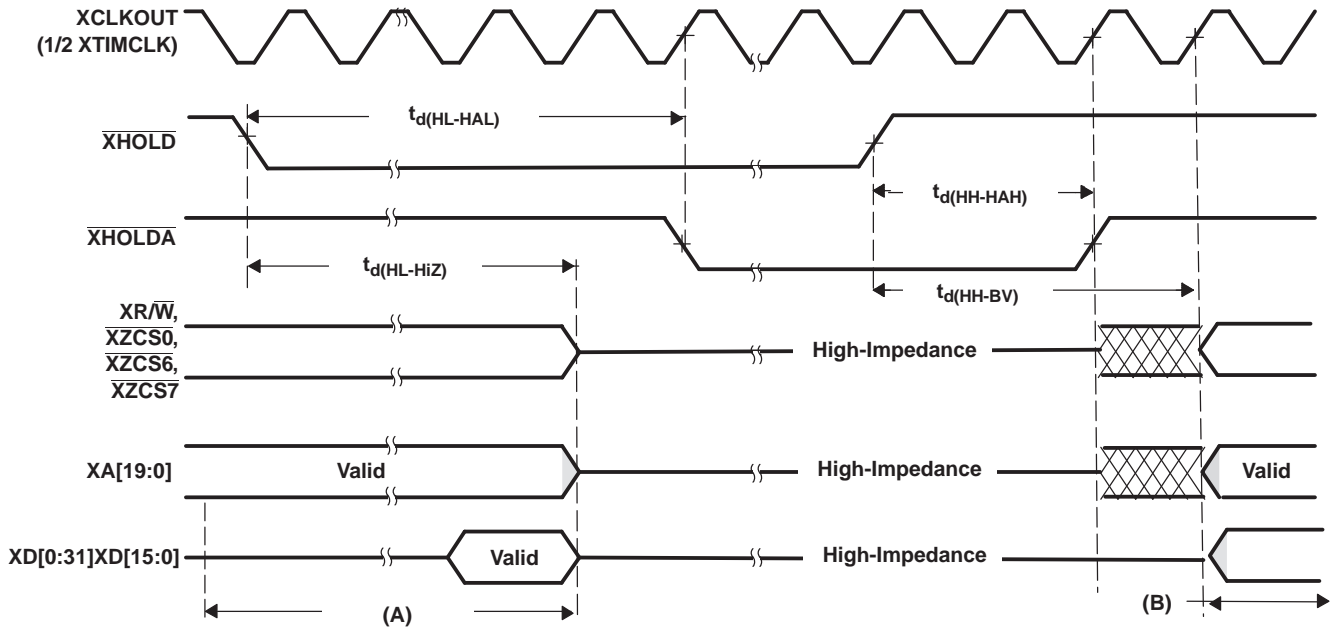 XCLKOUT
(1/2 XTIMCLK)
td(HL-HAL)
XHOLD
td(HH-HAH)
XHOLDA
td(HL-HiZ)
td(HH-BV)
XR/W,
XZCS0,
XZCS6,
XZCS7
High-Impedance
XA[19:0]
Valid
High-Impedance
Valid
XD[0:31]XD[15:0]
Valid
High-Impedance
(A)
(B)